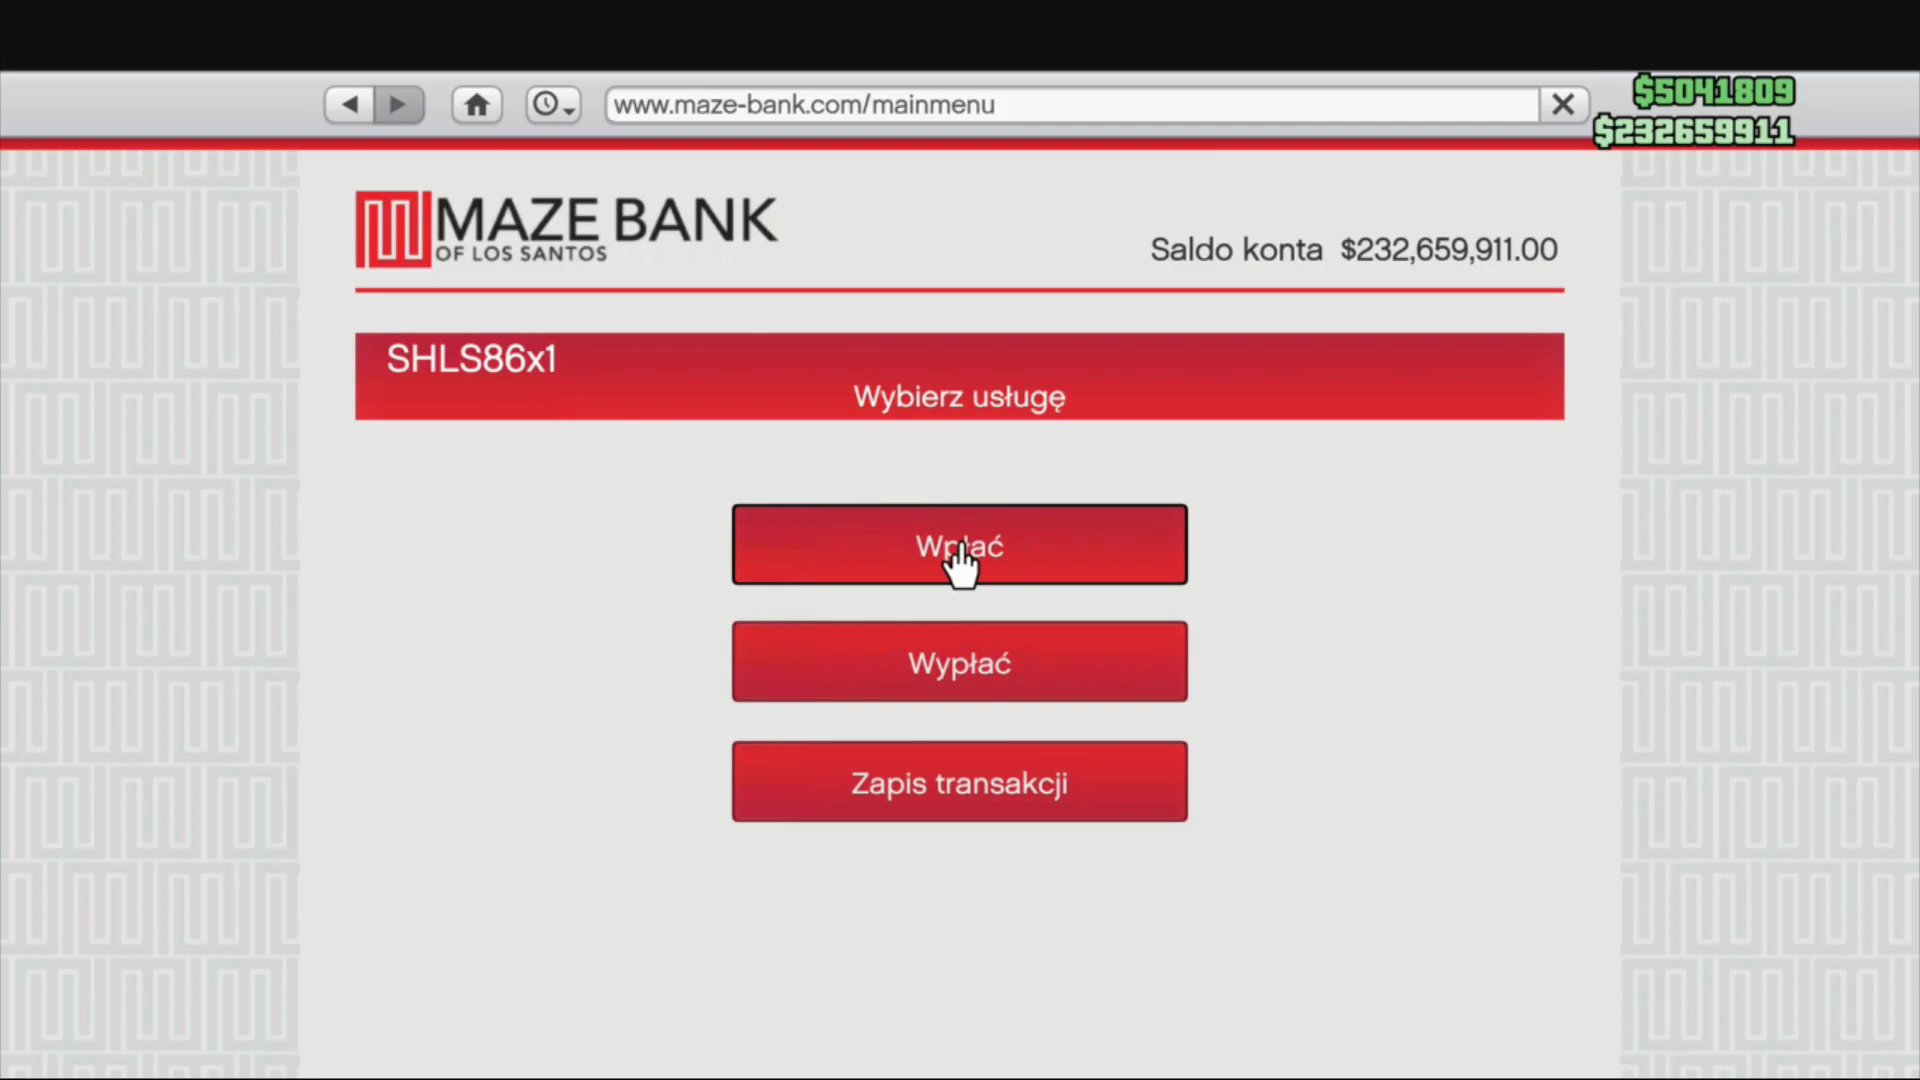 www.maze-bank.com/mainmenu
$5041809
$232659911
MAZE BANK
OF LOS SANTOS
Saldo konta $232,659,911.00
SHLS86x1
Wybierz usługę
Wpłać
Wypłać
Zapis transakcji